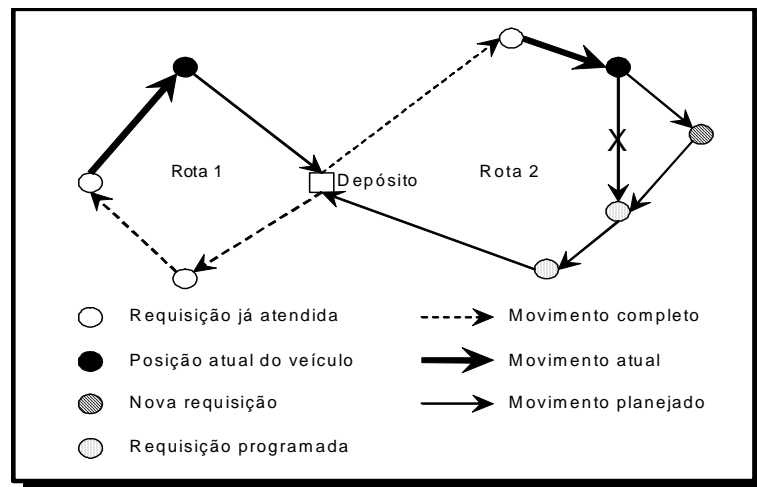 Rota 1
Depósito
Rota 2
X
Requisição já atendida
Movimento completo
Posição atual do veículo
Movimento atual
Nova requisição
Movimento planejado
Requisição programada